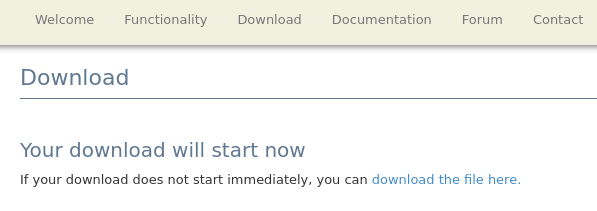 Welcome Functionality Download Documentation Forum Contact
Download
Your download will start now
If your download does not start immediately, you can download the file here.